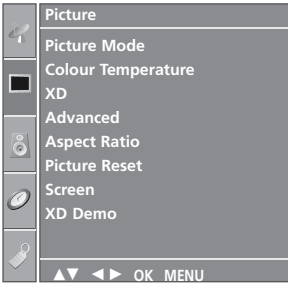 Picture
Picture Mode
Colour Temperature
XD
Advanced
Aspect Ratio
Picture Reset
Screen
XD Demo
▲▼ ◄► OK MENU